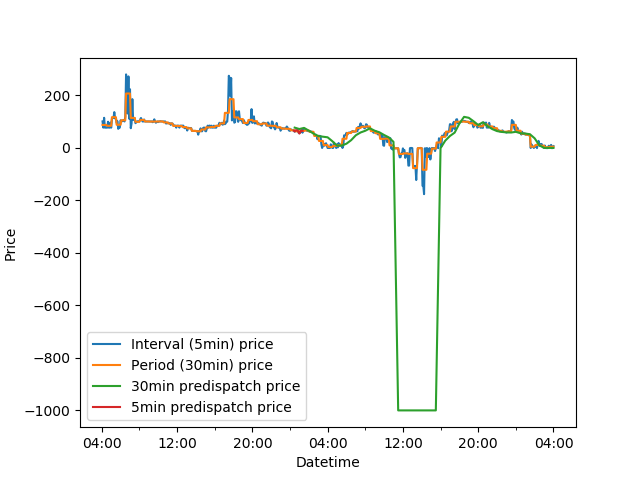 200
0
−200
−400
−600
−800
−1000
Price
Interval (5min) price
Period (30min) price
30min predispatch price
5min predispatch price
04:00 12:00 20:00 04:00 12:00 20:00 04:00
Datetime